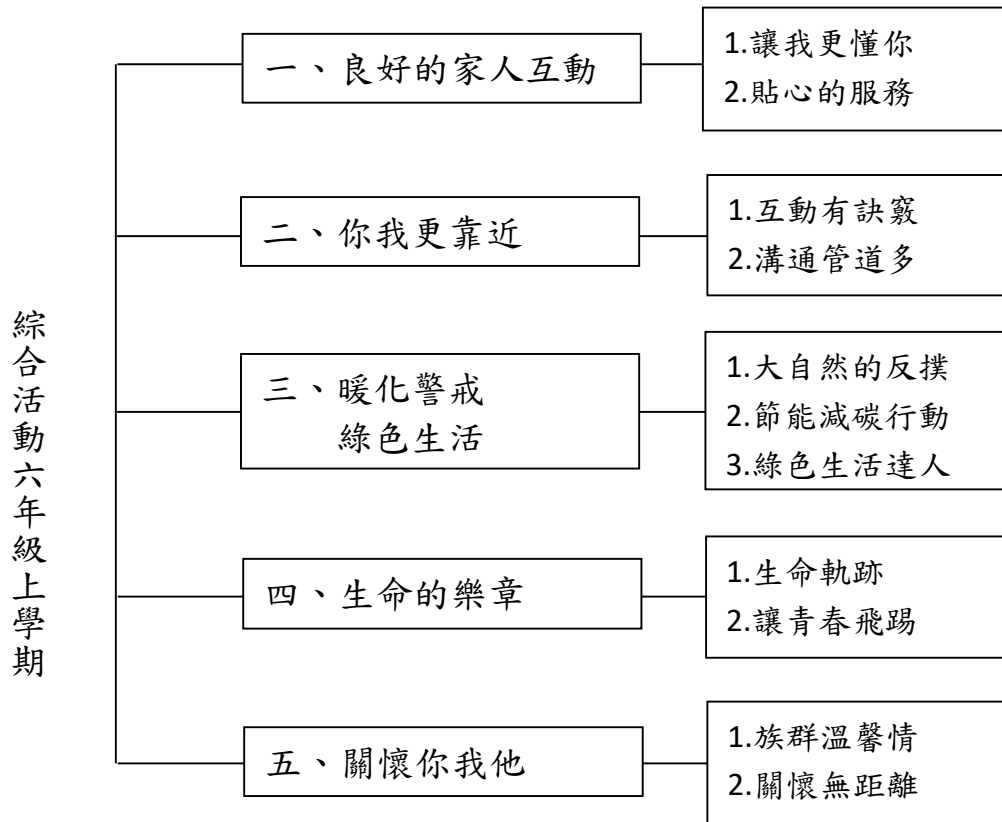 綜合活動六年級上學期
一、良好的家人互動
1.讓我更懂你
2.貼心的服務
二、你我更靠近
1.互動有訣竅
2.溝通管道多
三、暖化警戒
綠色生活
1.大自然的反撲
2.節能減碳行動
3.綠色生活達人
四、生命的樂章
1.生命軌跡
2.讓青春飛踢
五、關懷你我他
1.族群溫馨情
2.關懷無距離